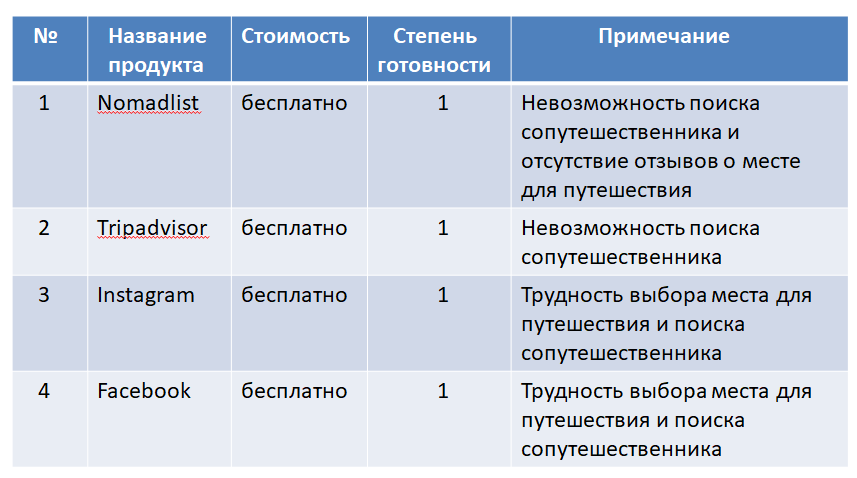 № Название продукта Стоимость Степень готовности Примечание
1 Nomadlist бесплатно 1 Невозможность поиска
сопутешественника и
отсутствие отзывов о месте
для путешествия
2 Tripadvisor бесплатно 1 Невозможность поиска
сопутешественника
3 Instagram бесплатно 1 Трудность выбора места для
путешествия и поиска
сопутешественника
4 Facebook бесплатно 1 Трудность выбора места для
путешествия и поиска
сопутешественника